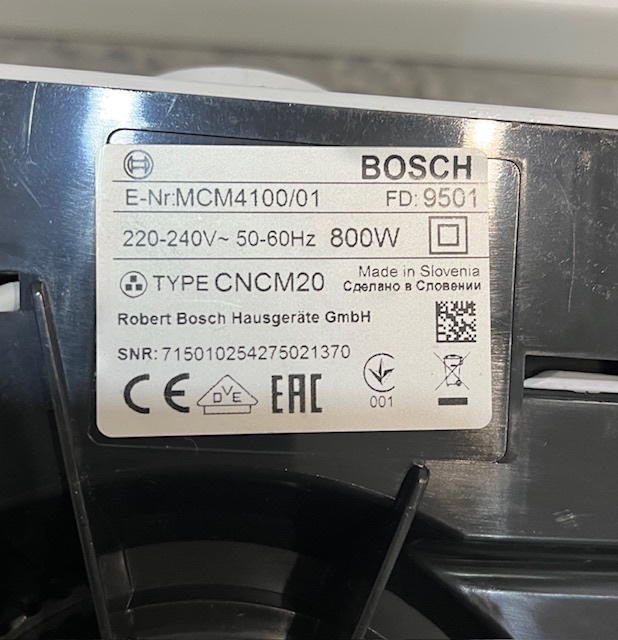 BOSCH
E-Nr:MCM4100/01 FD: 9501
220-240V~ 50-60Hz 800W
TYPE CNCM20
Made in Slovenia
Сделано в Словении
Robert Bosch Hausgeräte GmbH
SNR: 715010254275021370
CE DVE EAC
001